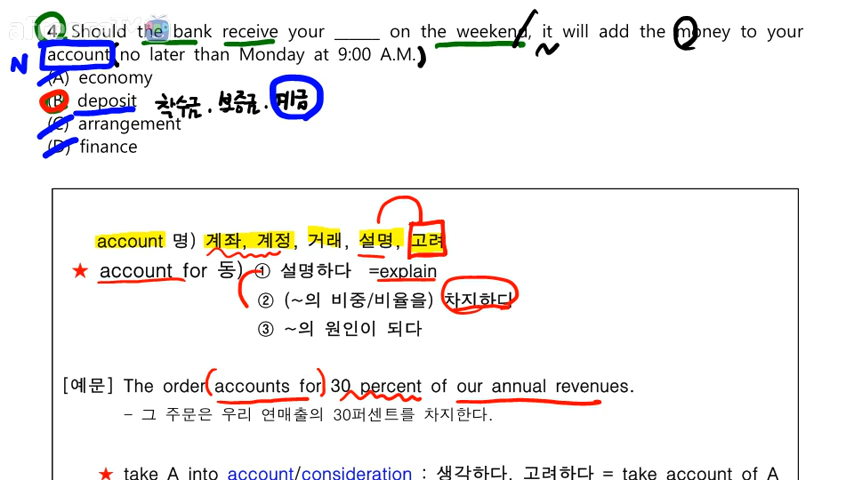 4. Should the bank receive your _____ on the weekend, it will add the money to your
N account (no later than Monday at 9:00 A.M.)
(A) economy
(B) deposit 착수금. 보증금. 계금
(C) arrangement
(D) finance
account 명) 계좌, 계정, 거래, 설명, 고려
★ account for 동) ① 설명하다 =explain
② (~의 비중/비율을) 차지하다
③ ~의 원인이 되다
[예문] The order (accounts for) 30 percent of our annual revenues.
- 그 주문은 우리 연매출의 30퍼센트를 차지한다.
★ take A into account/consideration : 생각하다, 고려하다 = take account of A